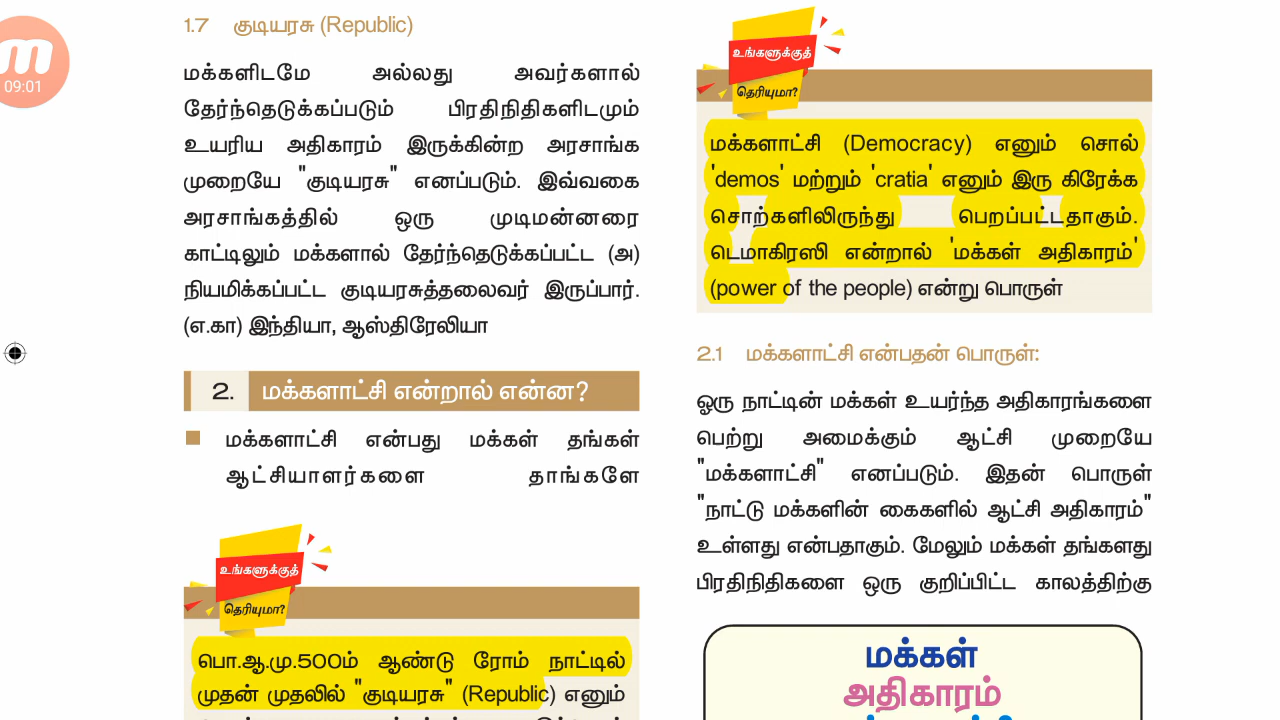 09:01
1.7 குடியரசு (Republic)
மக்களிடமே அல்லது அவர்களால்
தேர்ந்தெடுக்கப்படும் பிரதிநிதிகளிடமும்
உயரிய அதிகாரம் இருக்கின்ற அரசாங்க
முறையே "குடியரசு" எனப்படும். இவ்வகை
அரசாங்கத்தில் ஒரு முடிமன்னரை
காட்டிலும் மக்களால் தேர்ந்தெடுக்கப்பட்ட (அ)
நியமிக்கப்பட்ட குடியரசுத்தலைவர் இருப்பார்.
(எ.கா) இந்தியா, ஆஸ்திரேலியா
2. மக்களாட்சி என்றால் என்ன?
மக்களாட்சி என்பது மக்கள் தங்கள்
ஆட்சியாளர்களை தாங்களே
உங்களுக்குத்
தெரியுமா?
பொ.ஆ.மு.500ம் ஆண்டு ரோம் நாட்டில்
முதன் முதலில் "குடியரசு" (Republic) எனும்
உங்களுக்குத்
தெரியுமா?
மக்களாட்சி (Democracy) எனும் சொல்
'demos' மற்றும் 'cratia' எனும் இரு கிரேக்க
சொற்களிலிருந்து பெறப்பட்டதாகும்.
டெமாகிரஸி என்றால் 'மக்கள் அதிகாரம்'
(power of the people) என்று பொருள்
2.1 மக்களாட்சி என்பதன் பொருள்:
ஓரு நாட்டின் மக்கள் உயர்ந்த அதிகாரங்களை
பெற்று அமைக்கும் ஆட்சி முறையே
"மக்களாட்சி" எனப்படும். இதன் பொருள்
"நாட்டு மக்களின் கைகளில் ஆட்சி அதிகாரம்"
உள்ளது என்பதாகும். மேலும் மக்கள் தங்களது
பிரதிநிதிகளை ஒரு குறிப்பிட்ட காலத்திற்கு
மக்கள்
அதிகாரம்